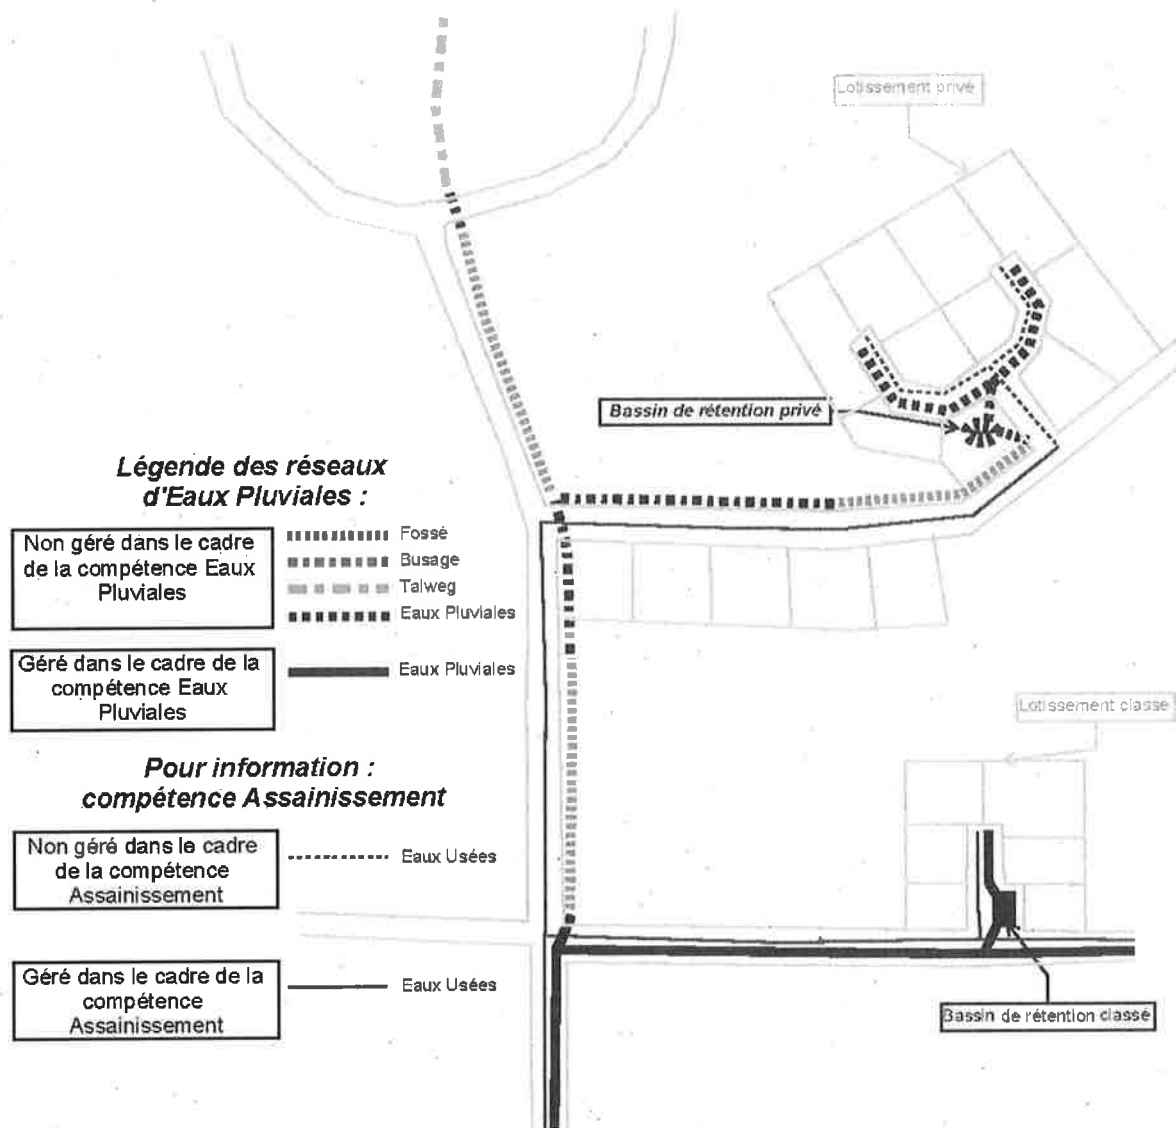 Lotissement privé
Bassin de rétention privé
Légende des réseaux
d'Eaux Pluviales :
Non géré dans le cadre
de la compétence Eaux
Pluviales
Fossé
Busage
Talweg
Eaux Pluviales
Géré dans le cadre de la
compétence Eaux
Pluviales
Eaux Pluviales
Lotissement classé
Pour information :
compétence Assainissement
Non géré dans le cadre
de la compétence
Assainissement
Eaux Usées
Géré dans le cadre de la
compétence
Assainissement
Eaux Usées
Bassin de rétention classé